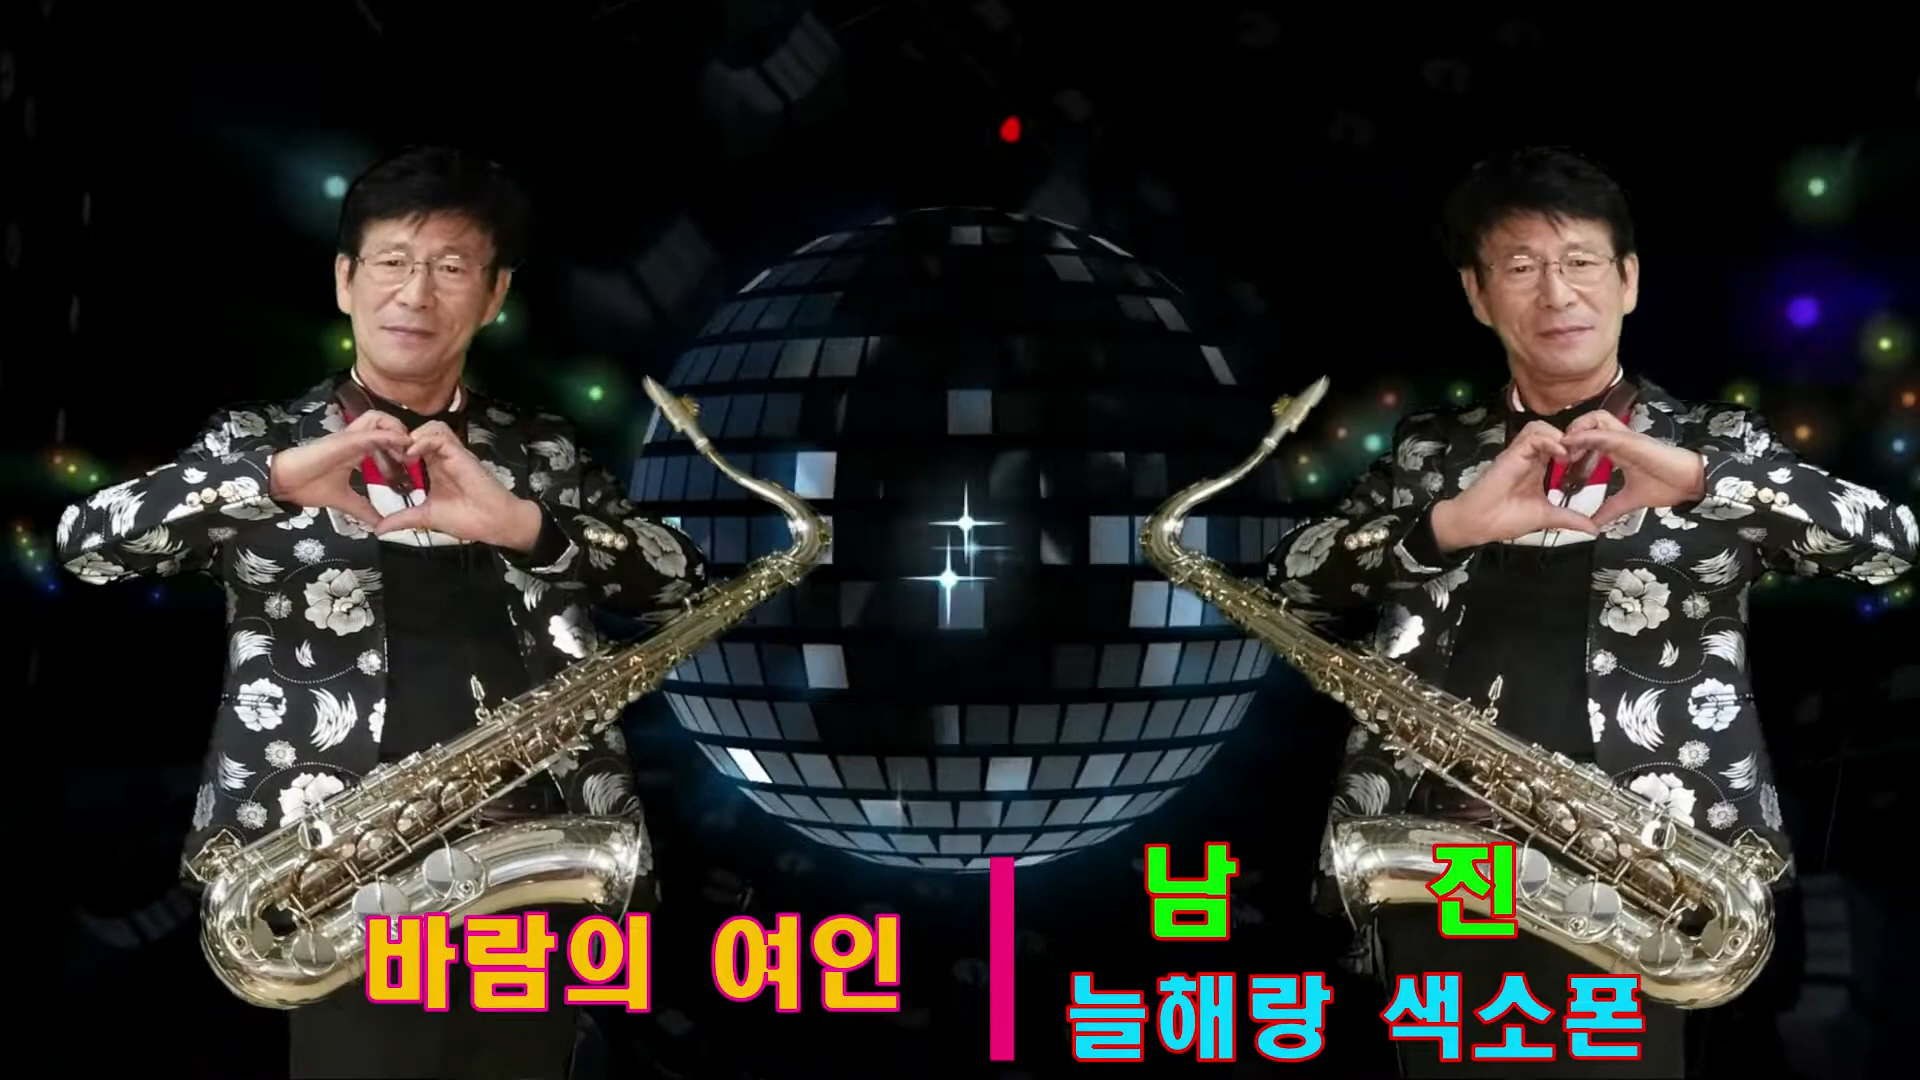 바람의 여인
남 진
늘해랑 색소폰